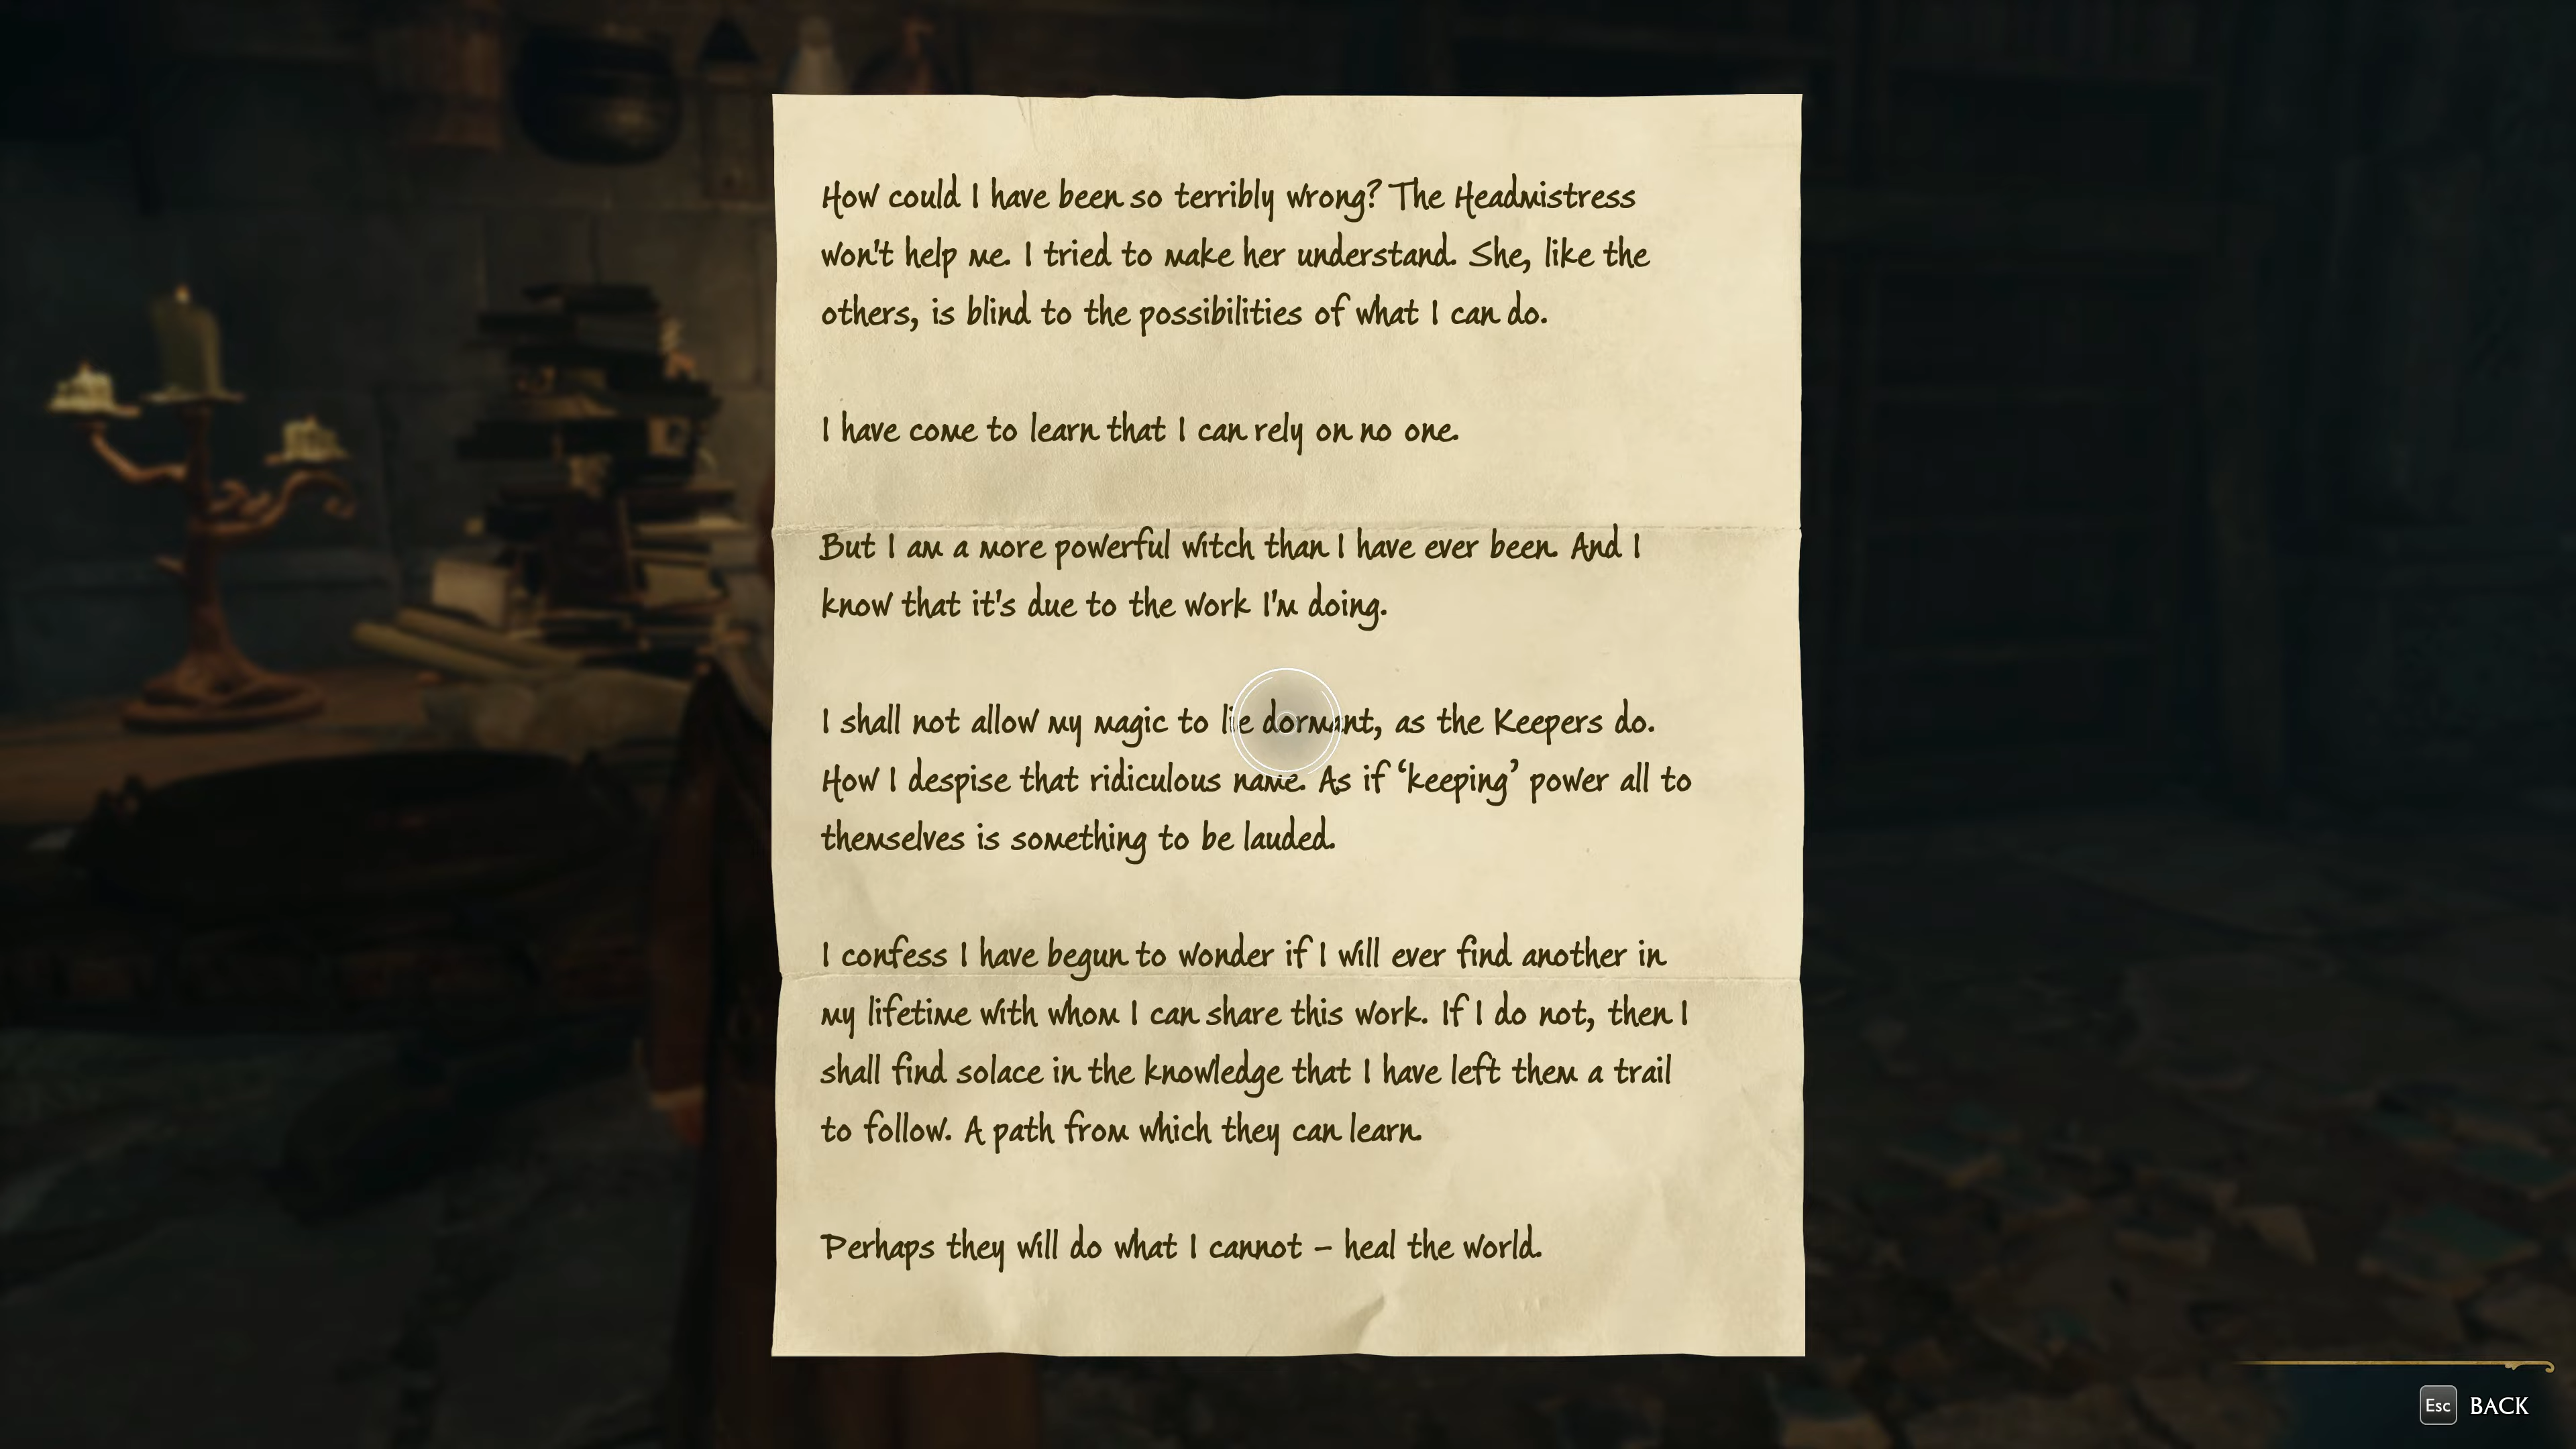 How could I have been so terribly wrong? The Headmistress
won't help me. I tried to make her understand. She, like the
others, is blind to the possibilities of what I can do.
I have come to learn that I can rely on no one.
But I am a more powerful witch than I have ever been. And I
know that it's due to the work I'm doing.
I shall not allow my magic to lie dormant, as the Keepers do.
How I despise that ridiculous name. As if ‘keeping’ power all to
themselves is something to be lauded.
I confess I have begun to wonder if I will ever find another in
my lifetime with whom I can share this work. If I do not, then I
shall find solace in the knowledge that I have left them a trail
to follow. A path from which they can learn.
Perhaps they will do what I cannot – heal the world.
Esc BACK